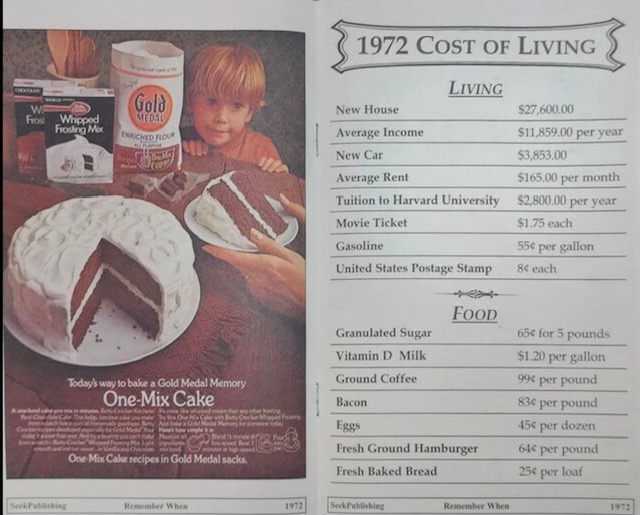 CHOCOLATE
Whipped
Frosting Mix
Gold
MEDAL
ENRICHED FLOUR
Today's way to bake a Gold Medal Memory
One-Mix Cake
One-Mix Cake recipes in Gold Medal sacks.
SeekPublishing Remember When 1972
1972 COST OF LIVING
LIVING
New House $27,600.00
Average Income $11,859.00 per year
New Car $3,853.00
Average Rent $165.00 per month
Tuition to Harvard University $2,800.00 per year
Movie Ticket $1.75 each
Gasoline 55¢ per gallon
United States Postage Stamp 8¢ each
FOOD
Granulated Sugar 65¢ for 5 pounds
Vitamin D Milk $1.20 per gallon
Ground Coffee 99¢ per pound
Bacon 83¢ per pound
Eggs 45¢ per dozen
Fresh Ground Hamburger 64¢ per pound
Fresh Baked Bread 25¢ per loaf
SeekPublishing Remember When 1972